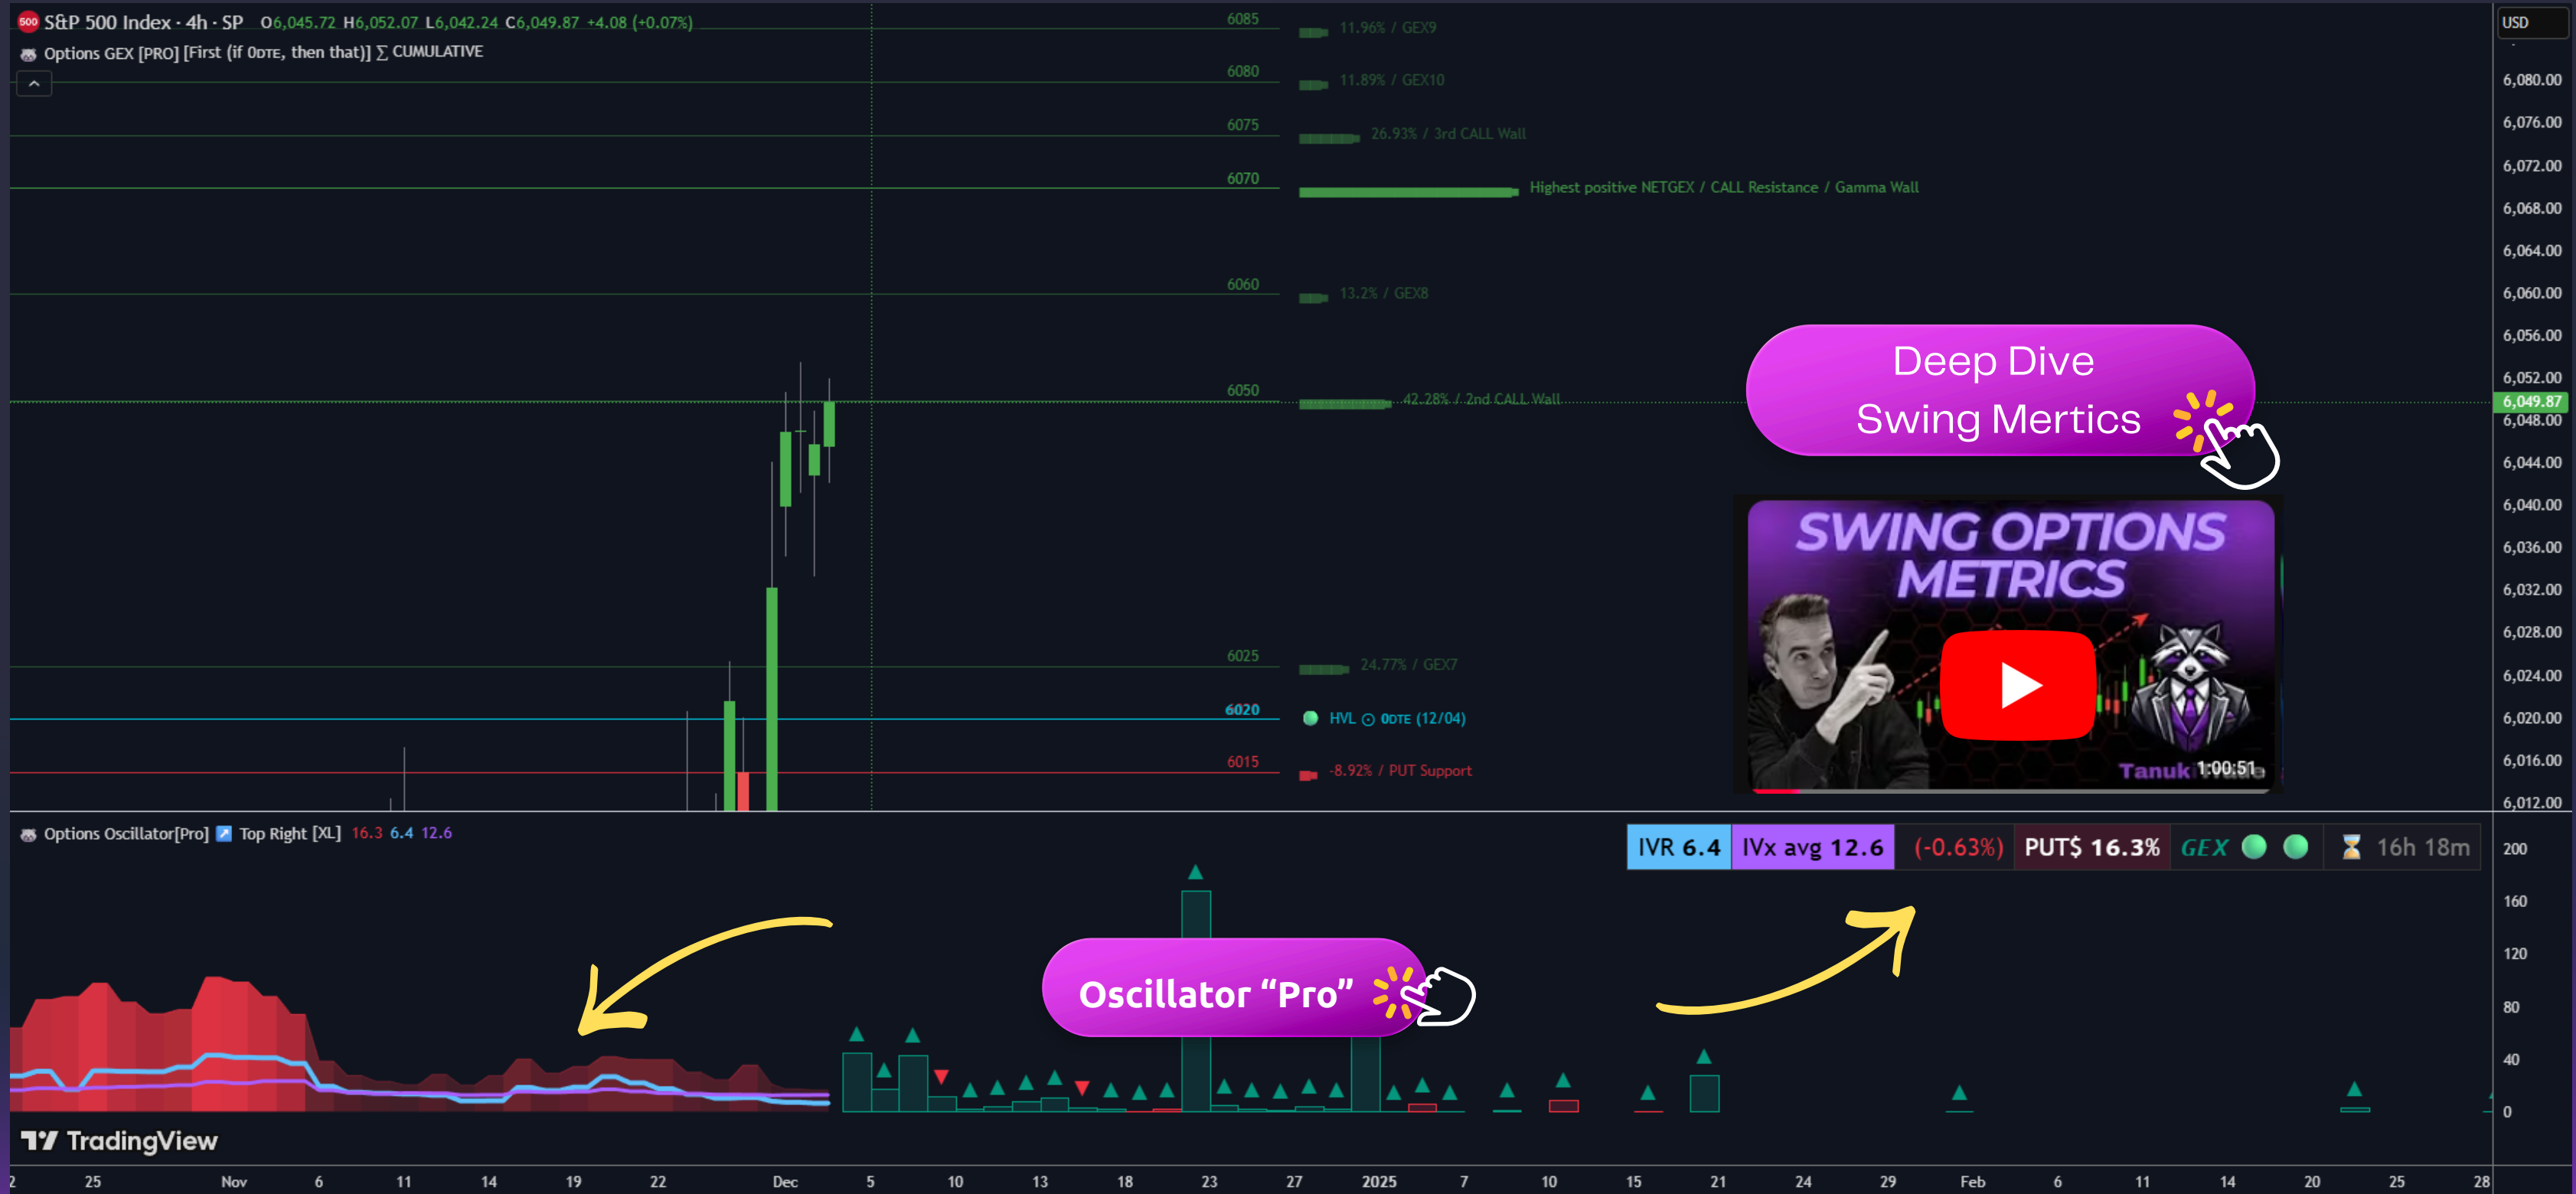 500 S&P 500 Index · 4h · SP O6,045.72 H6,052.07 L6,042.24 C6,049.87 +4.08 (+0.07%)
Options GEX [PRO] [First (if 0DTE, then that)] ∑ CUMULATIVE
USD
6085
11.96% / GEX9
6080
11.89% / GEX10
6075
26.93% / 3rd CALL Wall
6070
Highest positive NETGEX / CALL Resistance / Gamma Wall
6060
13.2% / GEX8
6050
42.28% / 2nd CALL Wall
6025
24.77% / GEX7
6020
HVL ⊙ 0DTE (12/04)
6015
-8.92% / PUT Support
6,080.00
6,076.00
6,072.00
6,068.00
6,064.00
6,060.00
6,056.00
6,052.00
6,049.87
6,048.00
6,044.00
6,040.00
6,036.00
6,032.00
6,028.00
6,024.00
6,020.00
6,016.00
6,012.00
Deep Dive
Swing Mertics
SWING OPTIONS
METRICS
1:00:51
Options Oscillator[Pro] Top Right [XL] 16.3 6.4 12.6
IVR 6.4 IVx avg 12.6 (-0.63%) PUT$ 16.3% GEX 16h 18m
200
160
120
80
40
0
Oscillator “Pro”
TradingView
2 25 Nov 6 11 14 19 22 Dec 5 10 13 18 23 27 2025 7 10 15 21 24 29 Feb 6 11 14 20 25 28